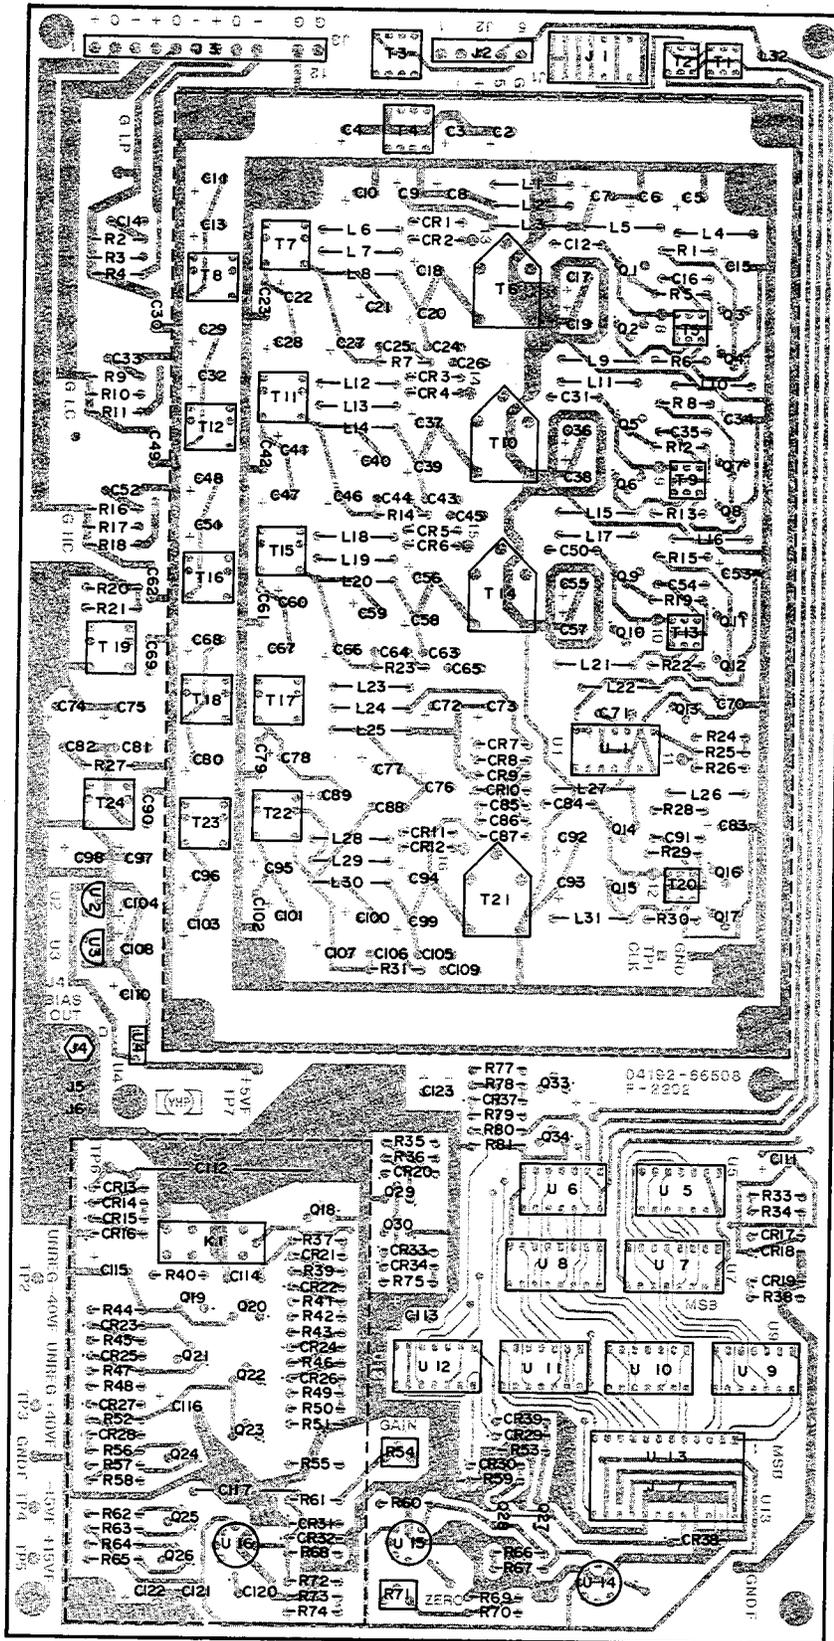 J3
T3
J2
J1
T2
T1
L32
C4
T4
C3
C2
G LP
C10
C9
C8
L1
L2
L3
C7
C6
C5
C13
C14
R2
R3
R4
T7
T8
L6
L7
L8
CR1
CR2
C18
T6
C12
L5
C17
C19
Q1
Q2
R1
L4
C15
C16
R5
T5
Q3
Q4
C30
C23
C22
C21
C20
C29
C28
C27
C25
C24
R7
C26
L9
R6
C33
R9
R10
R11
C32
T11
T12
L12
L13
L14
CR3
CR4
C37
T10
L11
C31
L10
R8
C34
C36
C38
Q5
C35
R12
Q6
T9
Q7
Q8
G LC
C49
C42
C40
C39
C48
C47
C46
C44
C43
R14
C45
L15
R13
C52
R16
R17
R18
G HC
T15
L18
L19
L20
CR5
CR6
C56
T14
L17
L16
C50
R15
C53
C55
C57
Q9
Q10
C54
R19
T13
Q11
Q12
T16
C62
R20
R21
C61
C60
C59
C58
T19
C69
C68
C67
C66
C64
C63
R23
C65
L21
R22
T18
T17
L23
L24
L25
C72
C73
L22
C71
Q13
C70
C74
C75
U1
R24
R25
R26
C82
C81
R27
C80
C79
C78
C77
C76
CR7
CR8
CR9
CR10
C85
C86
C87
L27
C84
L26
T24
C90
T23
T22
C89
C88
R28
C83
L28
L29
L30
CR11
CR12
C92
Q14
C91
R29
C98
C97
C96
C95
C94
T21
C93
Q15
T20
Q16
Q17
U2
C104
C103
C102
C101
C100
C99
L31
R30
U3
C108
C107
C106
C105
R31
C109
CLK
TP1
GND
J4
BIAS
OUT
C110
J4
U4
J5
J6
+5VF
TP7
C123
R77
R78
CR37
R79
R80
R81
Q33
Q34
04192-66508
TP6
C112
CR13
CR14
CR15
CR16
R35
R36
CR20
Q29
Q30
U6
U5
C111
R33
R34
CR17
CR18
K1
Q18
R37
CR21
R39
CR22
R41
R42
CR33
CR34
R75
U8
U7
CR19
R38
MSB
C115
R40
C114
TP2
UNREG -40VF
R44
CR23
R45
CR25
R47
R48
CR27
R52
CR28
R56
R57
R58
Q19
Q20
Q21
Q22
C116
Q23
Q24
R43
CR24
R46
CR26
R49
R50
R51
R55
C113
U12
U11
U10
U9
UNREG +40VF
TP3
GNDF
GAIN
R54
CR39
CR29
R53
CR30
R59
U13
MSB
U13
C117
R61
R60
Q28
Q27
TP4
TP5
-15VF
+15VF
R62
R63
R64
R65
Q25
Q26
CR31
CR32
R68
U16
U15
R66
R67
CR38
U14
C122
C121
C120
R72
R73
R74
R71
ZERO
R69
R70
GNDF